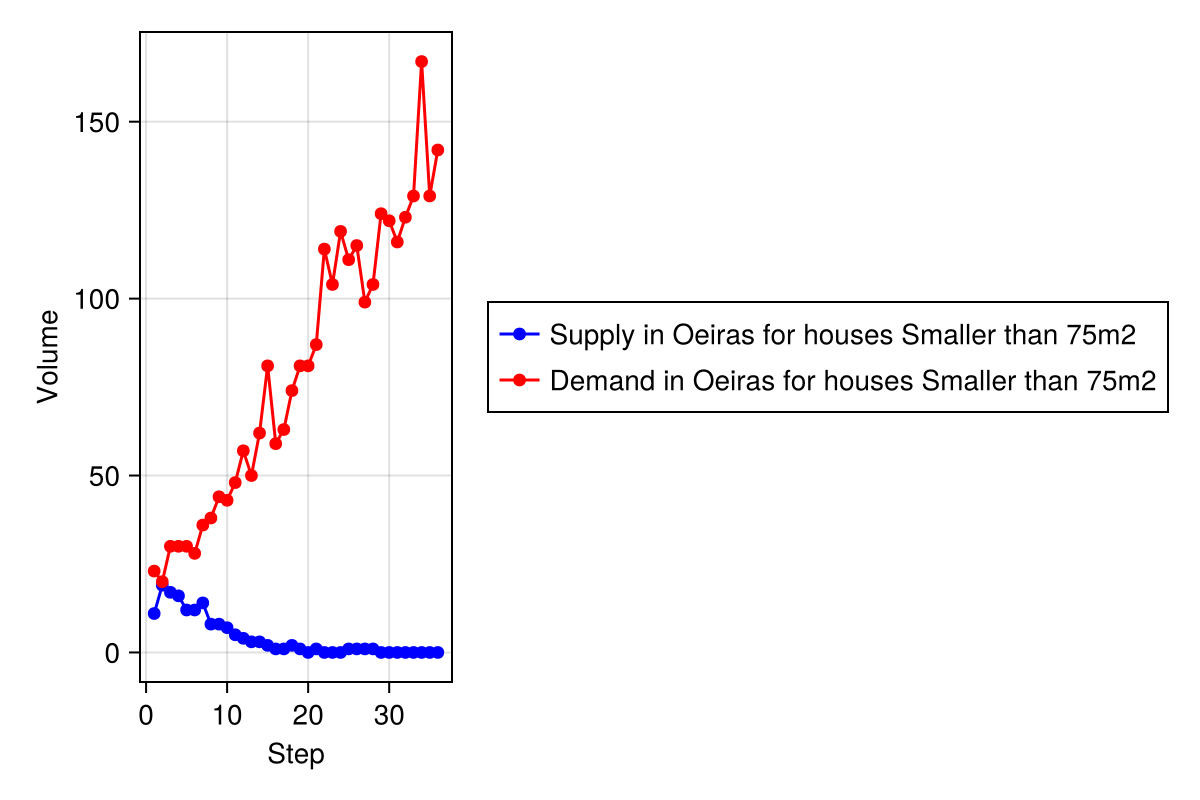 150
100
50
0
Volume
0 10 20 30
Step
Supply in Oeiras for houses Smaller than 75m2
Demand in Oeiras for houses Smaller than 75m2